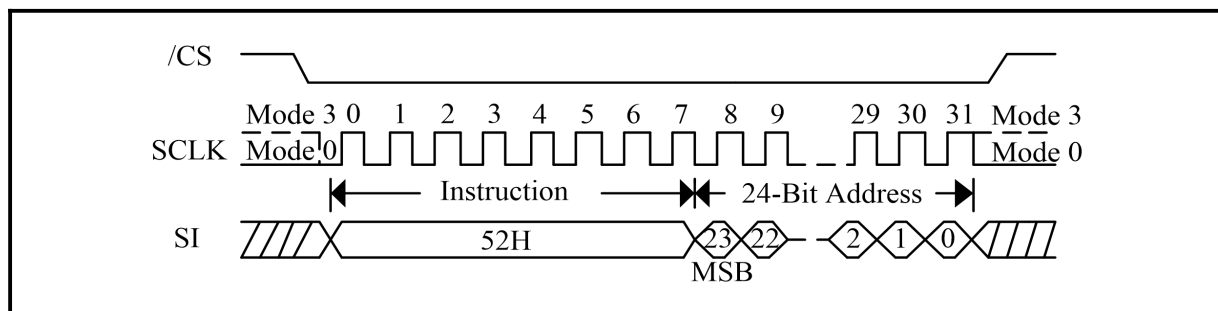 /CS
Mode 3 0 1 2 3 4 5 6 7 8 9 29 30 31 Mode 3
SCLK Mode 0 Mode 0
Instruction 24-Bit Address
SI 52H 23 22 2 1 0
MSB